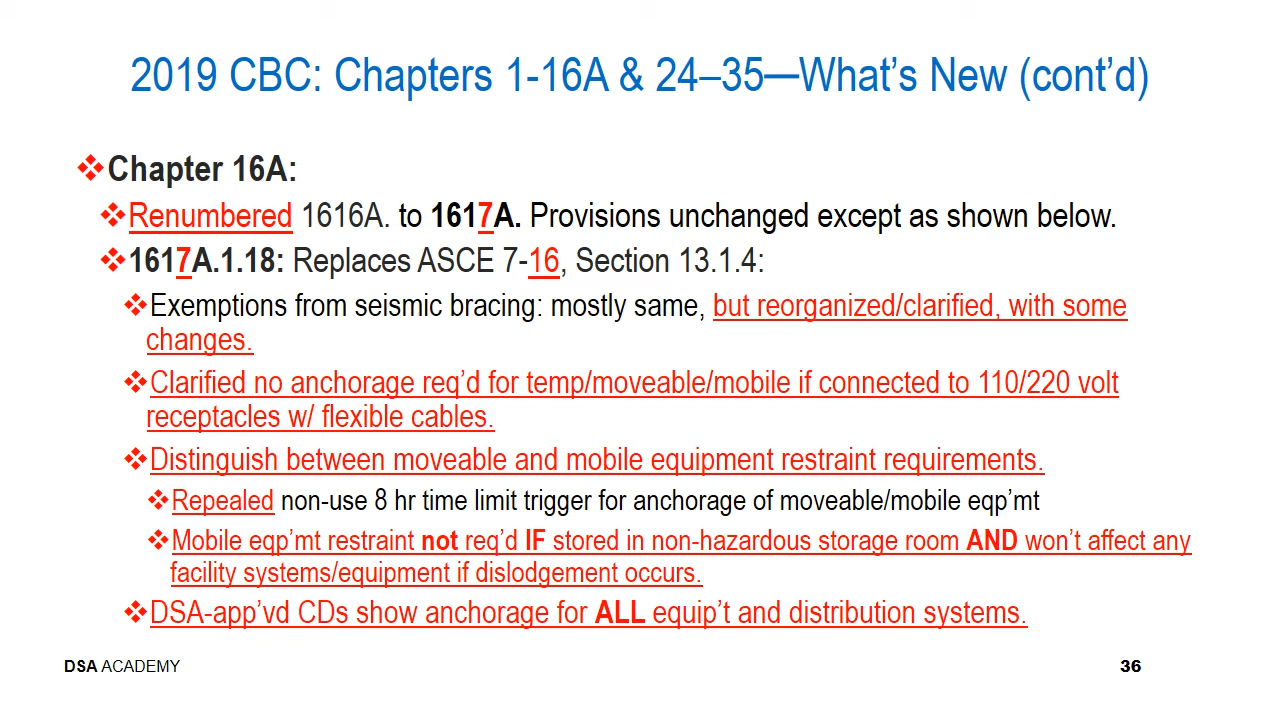 2019 CBC: Chapters 1-16A & 24–35—What’s New (cont’d)
❖Chapter 16A:
❖Renumbered 1616A. to 1617A. Provisions unchanged except as shown below.
❖1617A.1.18: Replaces ASCE 7-16, Section 13.1.4:
❖Exemptions from seismic bracing: mostly same, but reorganized/clarified, with some
changes.
❖Clarified no anchorage req’d for temp/moveable/mobile if connected to 110/220 volt
receptacles w/ flexible cables.
❖Distinguish between moveable and mobile equipment restraint requirements.
❖Repealed non-use 8 hr time limit trigger for anchorage of moveable/mobile eqp’mt
❖Mobile eqp’mt restraint not req’d IF stored in non-hazardous storage room AND won’t affect any
facility systems/equipment if dislodgement occurs.
❖DSA-app’vd CDs show anchorage for ALL equip’t and distribution systems.
DSA ACADEMY
36